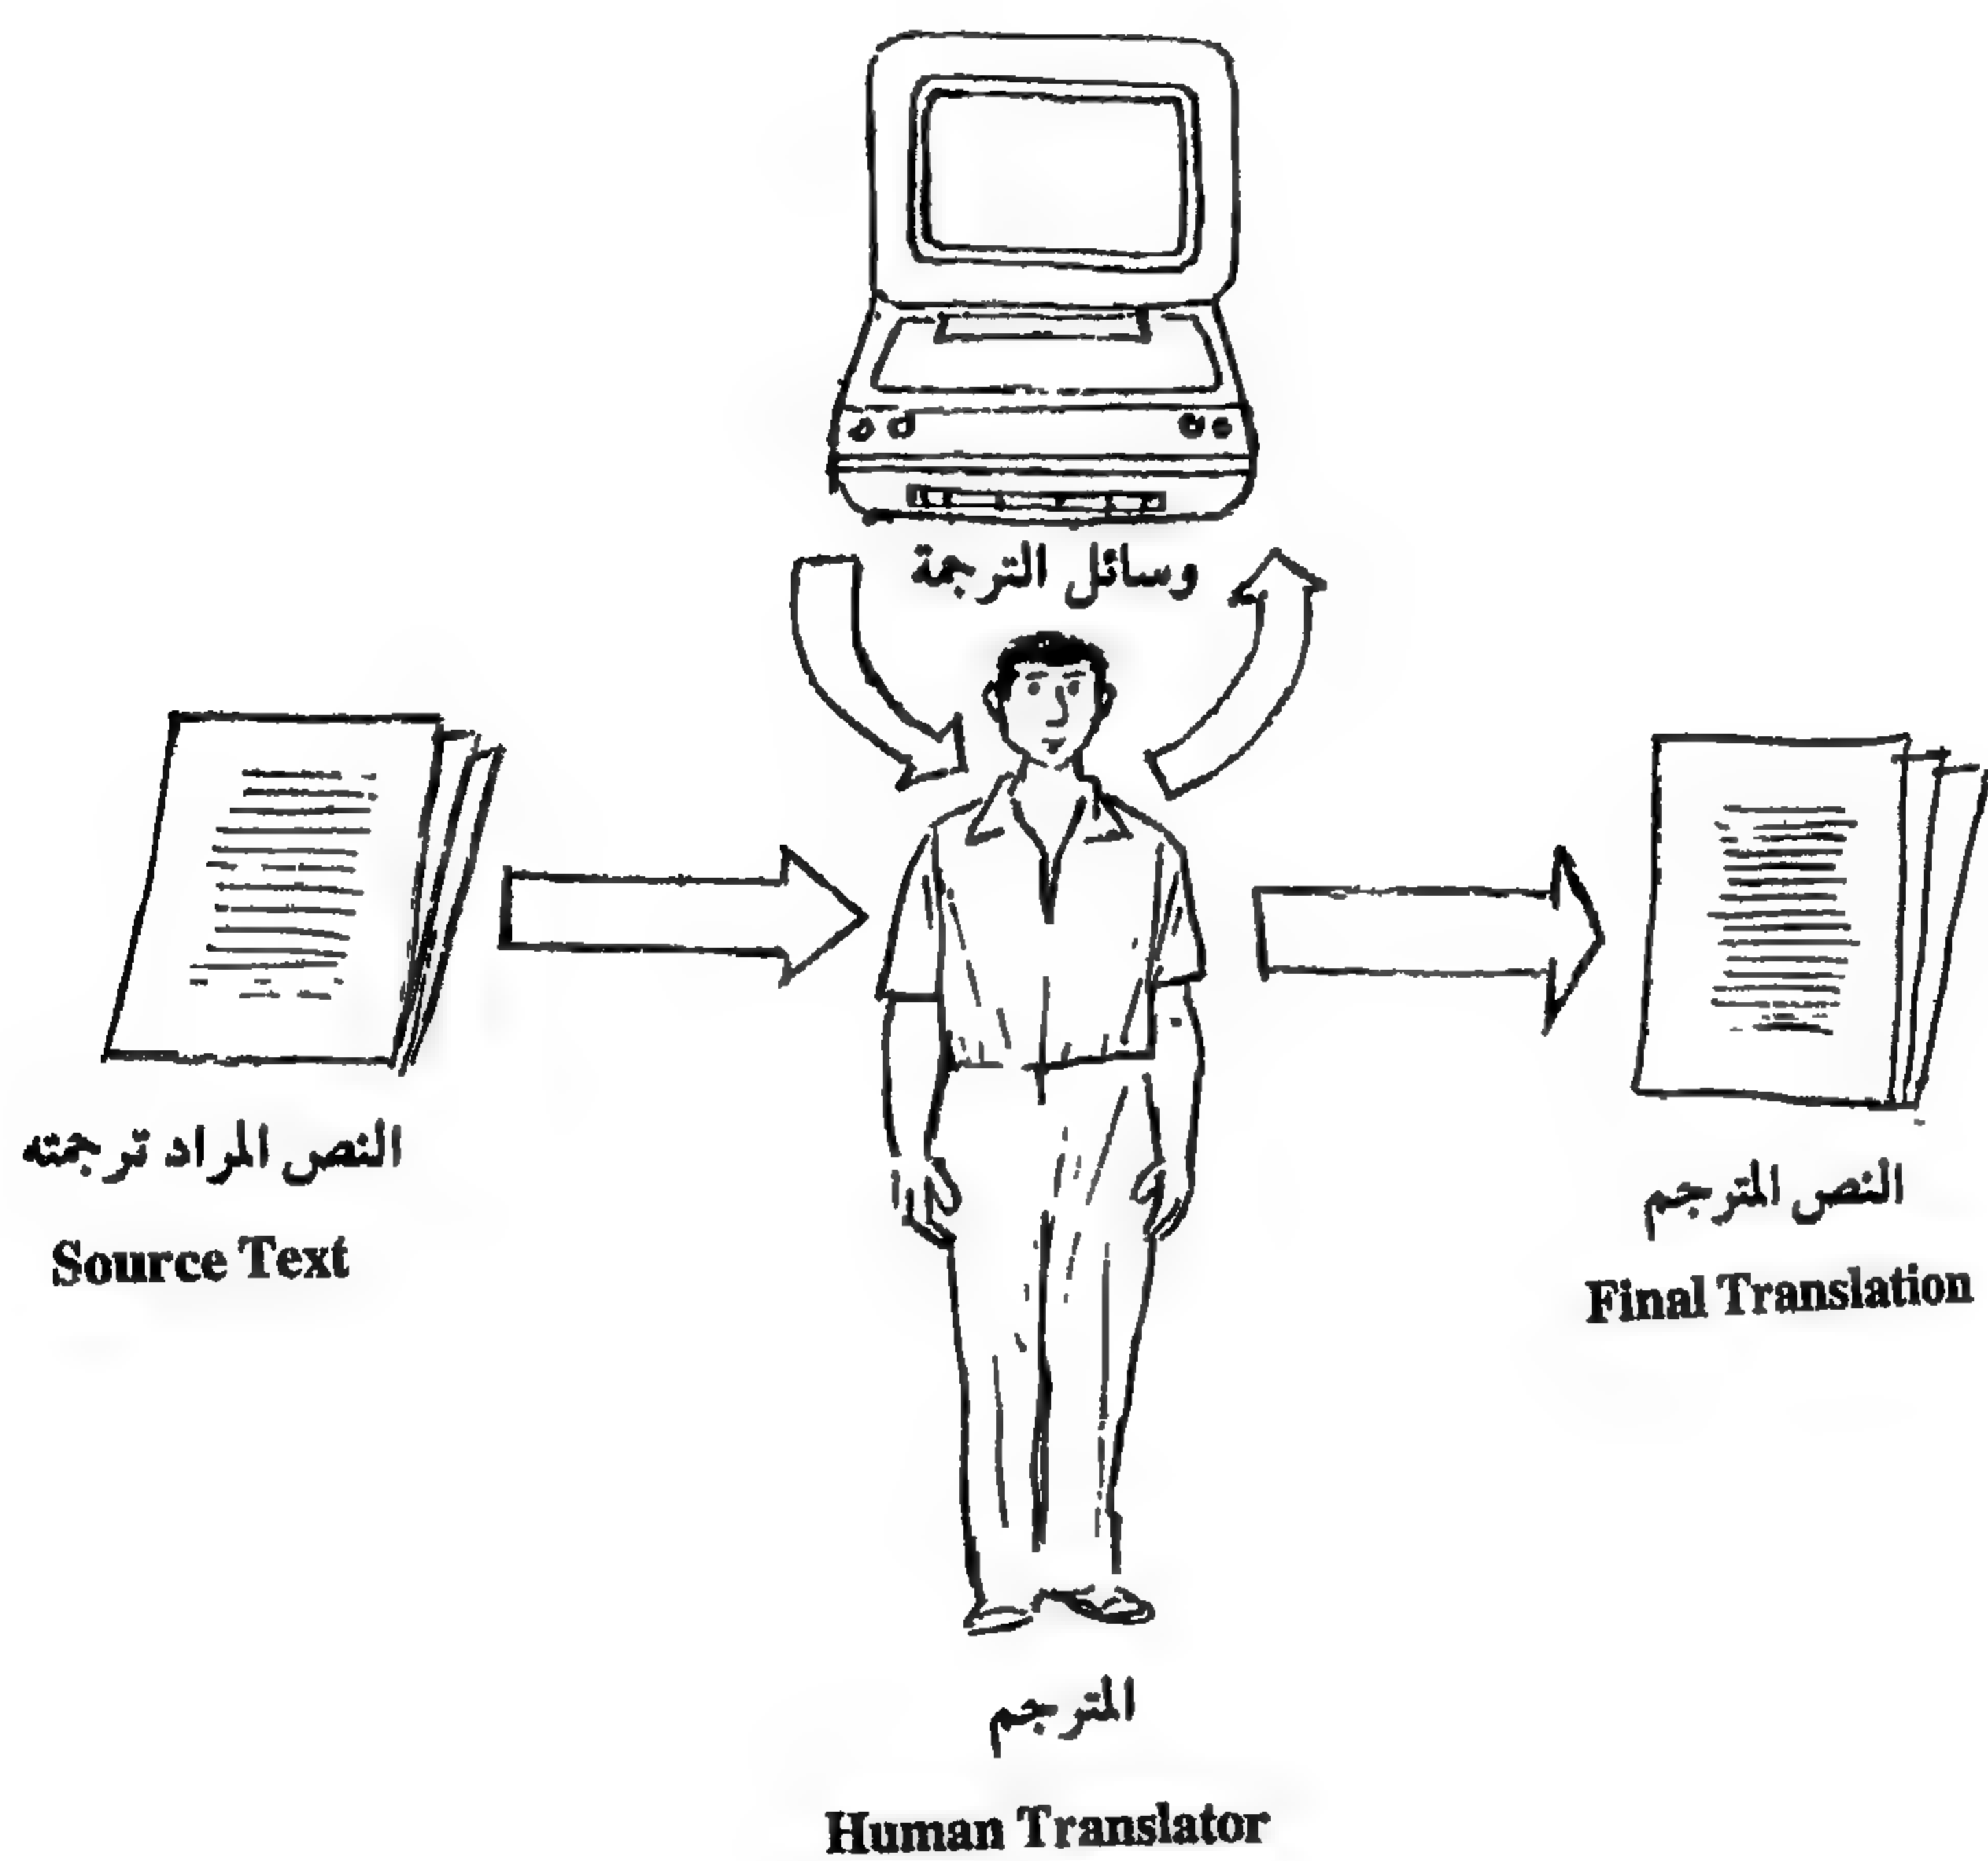 وسائل الترجمة
النص المراد ترجمته
Source Text
النص المترجم
Final Translation
المترجم
Human Translator